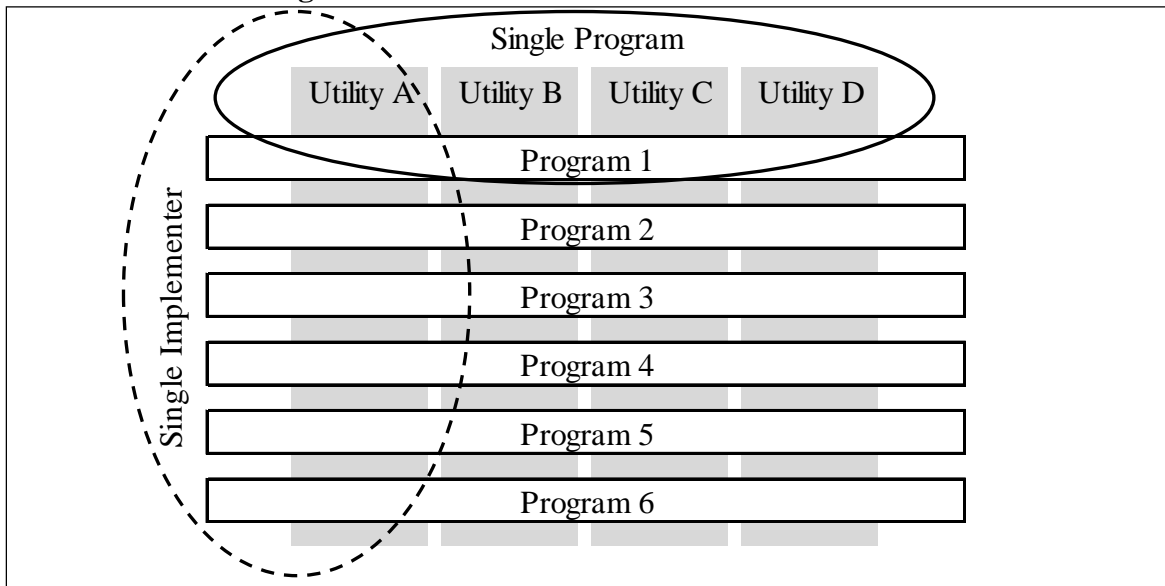 Single Program
Utility A Utility B Utility C Utility D
Program 1
Program 2
Program 3
Program 4
Program 5
Program 6
Single Implementer